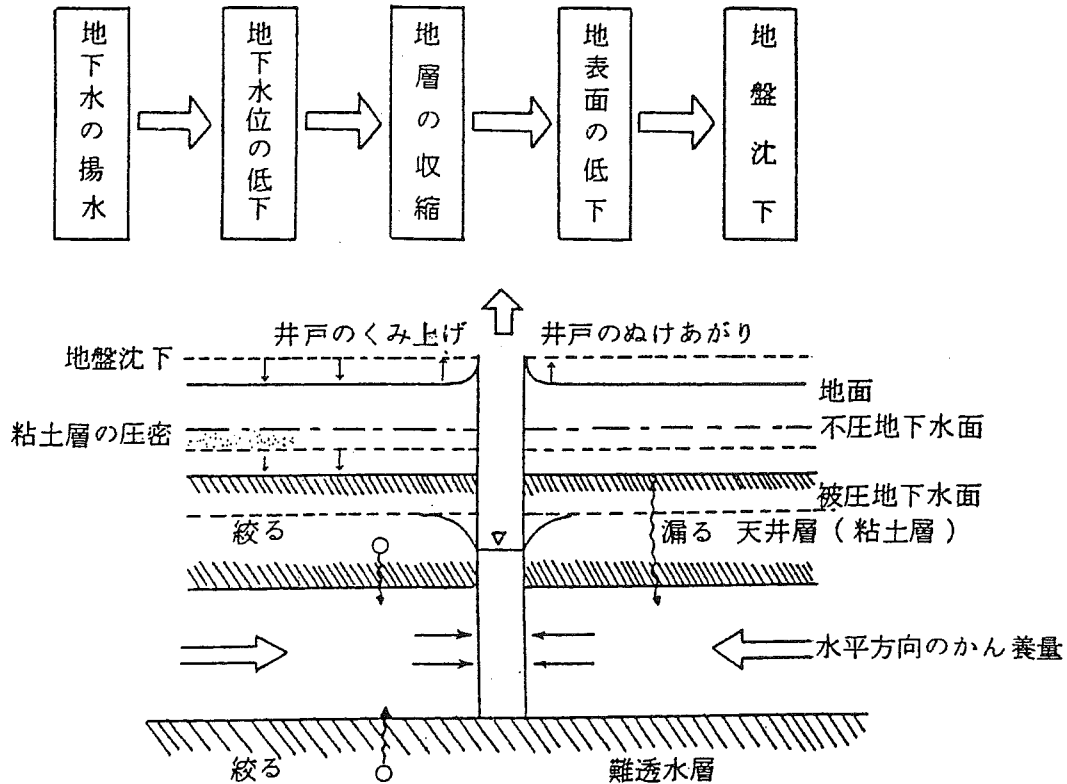 地下水の揚水
地下水位の低下
地層の収縮
地表面の低下
地盤沈下
井戸のくみ上げ
井戸のぬけあがり
地盤沈下
地面
粘土層の圧密
不圧地下水面
被圧地下水面
絞る
漏る 天井層(粘土層)
水平方向のかん養量
絞る
難透水層